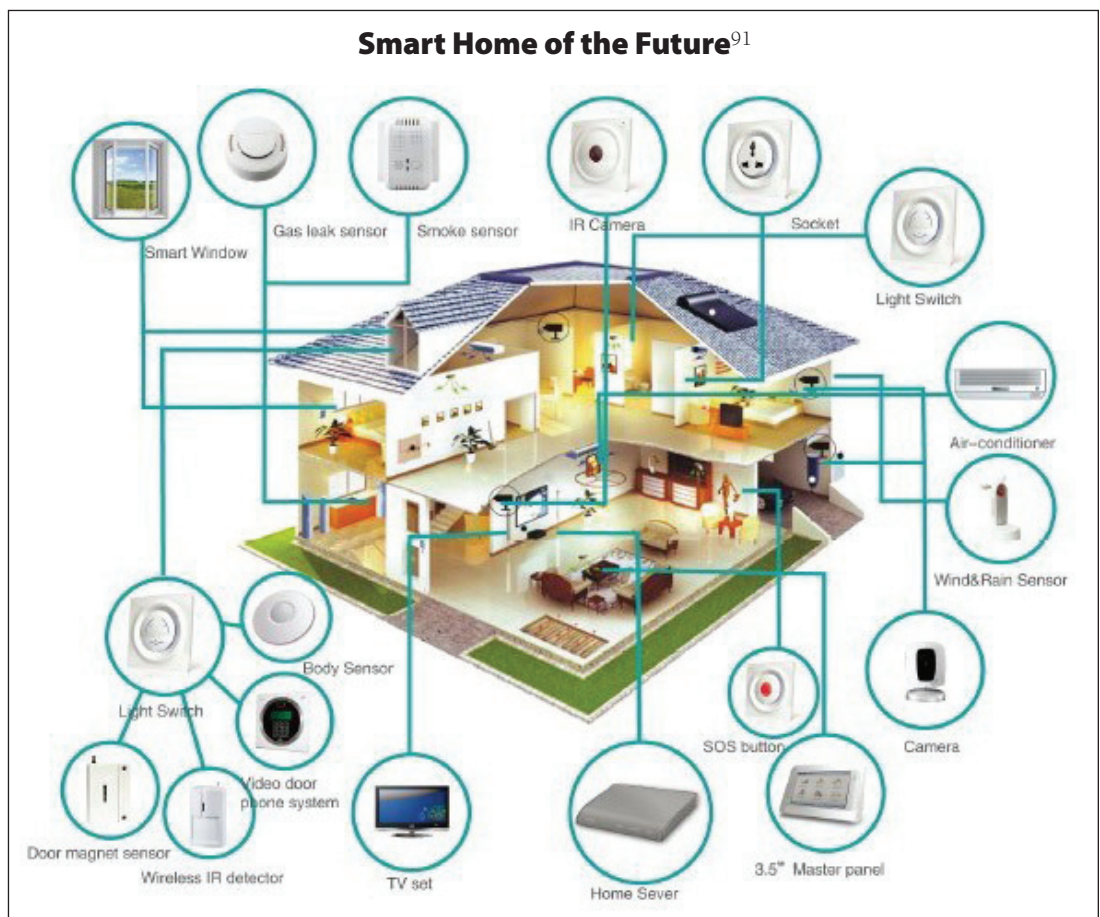 Smart Home of the Future91
Smart Window
Gas leak sensor
Smoke sensor
IR Camera
Socket
Light Switch
Air-conditioner
Wind&Rain Sensor
Camera
Body Sensor
Light Switch
Video door
phone system
Door magnet sensor
Wireless IR detector
TV set
Home Sever
SOS button
3.5" Master panel